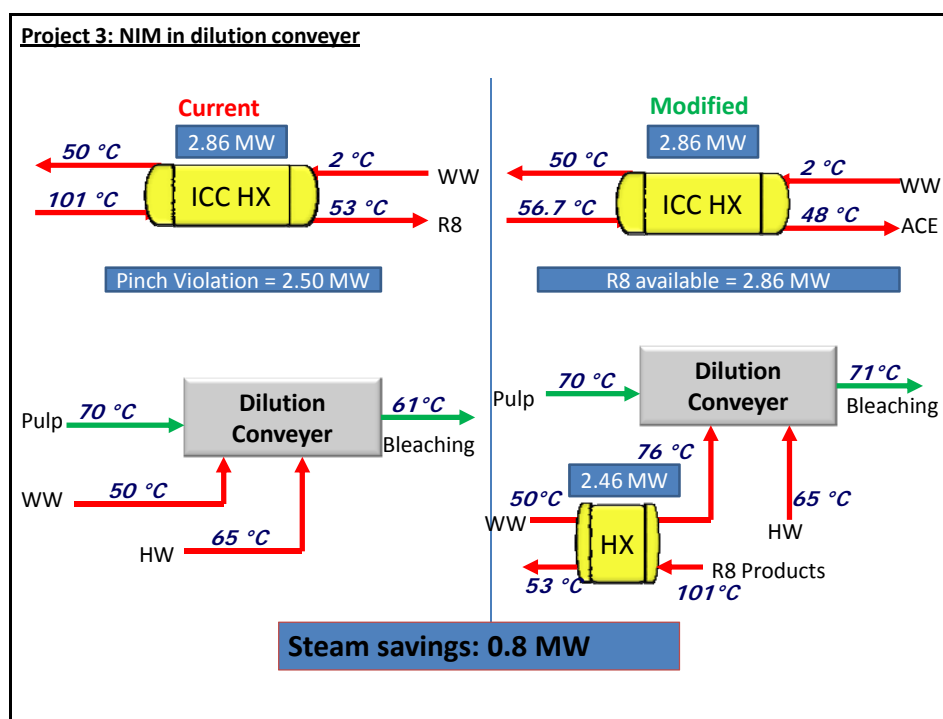 Project 3: NIM in dilution conveyer
Current
2.86 MW
50 °C
2 °C
WW
ICC HX
101 °C
53 °C
R8
Pinch Violation = 2.50 MW
Pulp
70 °C
Dilution
Conveyer
61°C
Bleaching
WW
50 °C
HW
65 °C
Modified
2.86 MW
50 °C
2 °C
WW
ICC HX
56.7 °C
48 °C
ACE
R8 available = 2.86 MW
Pulp
70 °C
Dilution
Conveyer
71°C
Bleaching
76 °C
2.46 MW
50°C
WW
HX
65 °C
HW
R8 Products
53 °C
101°C
Steam savings: 0.8 MW